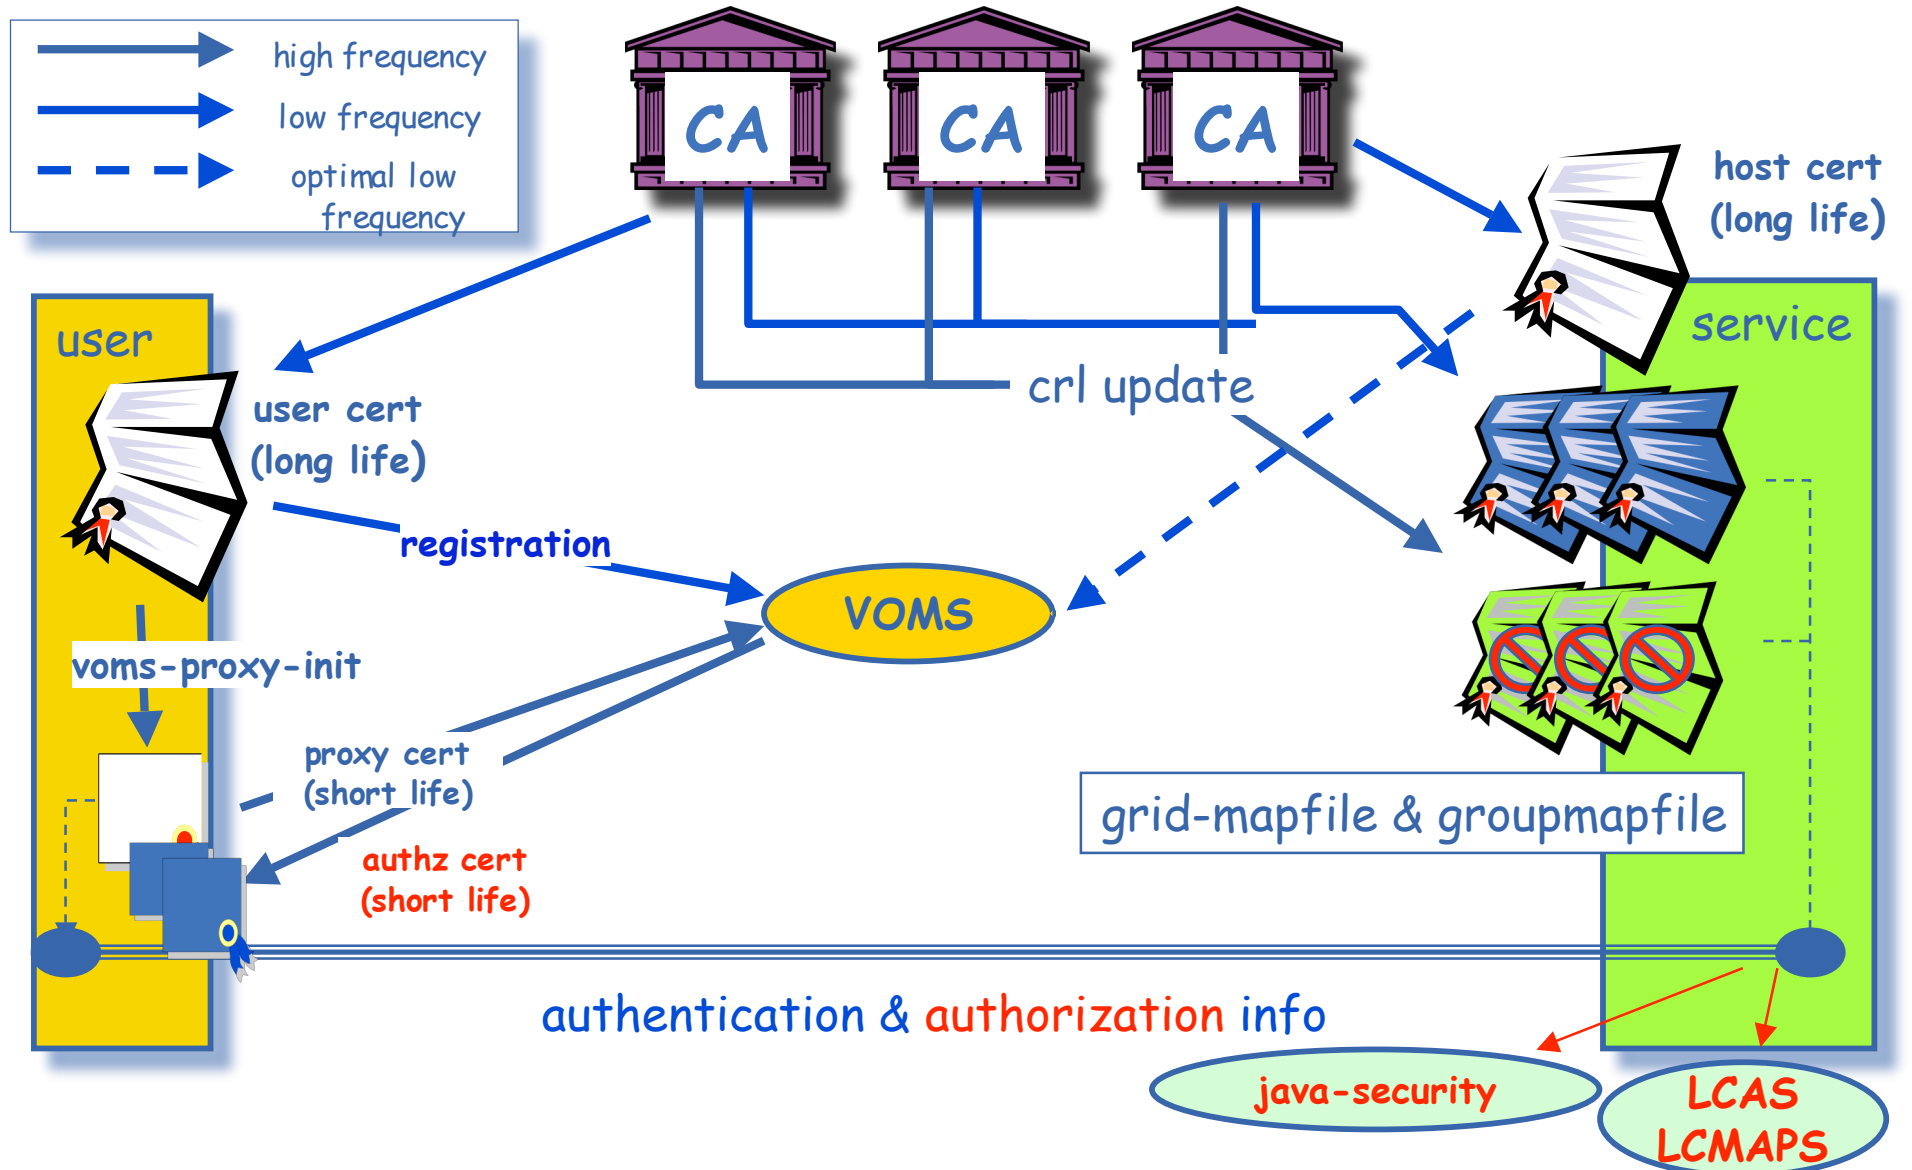 high frequency
low frequency
optimal low
frequency
CA
CA
CA
host cert
(long life)
user
service
crl update
user cert
(long life)
registration
VOMS
voms-proxy-init
proxy cert
(short life)
grid-mapfile & groupmapfile
authz cert
(short life)
authentication & authorization info
java-security
LCAS
LCMAPS